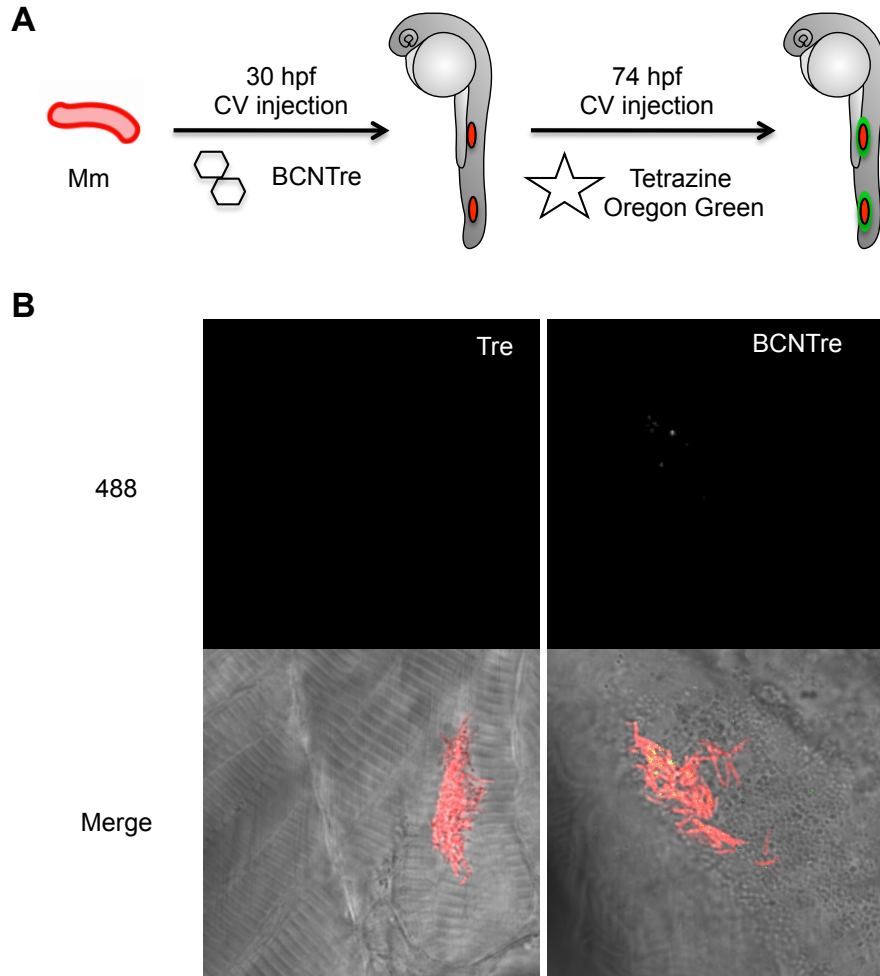 A
30 hpf
CV injection
Mm
BCNTre
74 hpf
CV injection
Tetrazine
Oregon Green
B
Tre
BCNTre
488
Merge